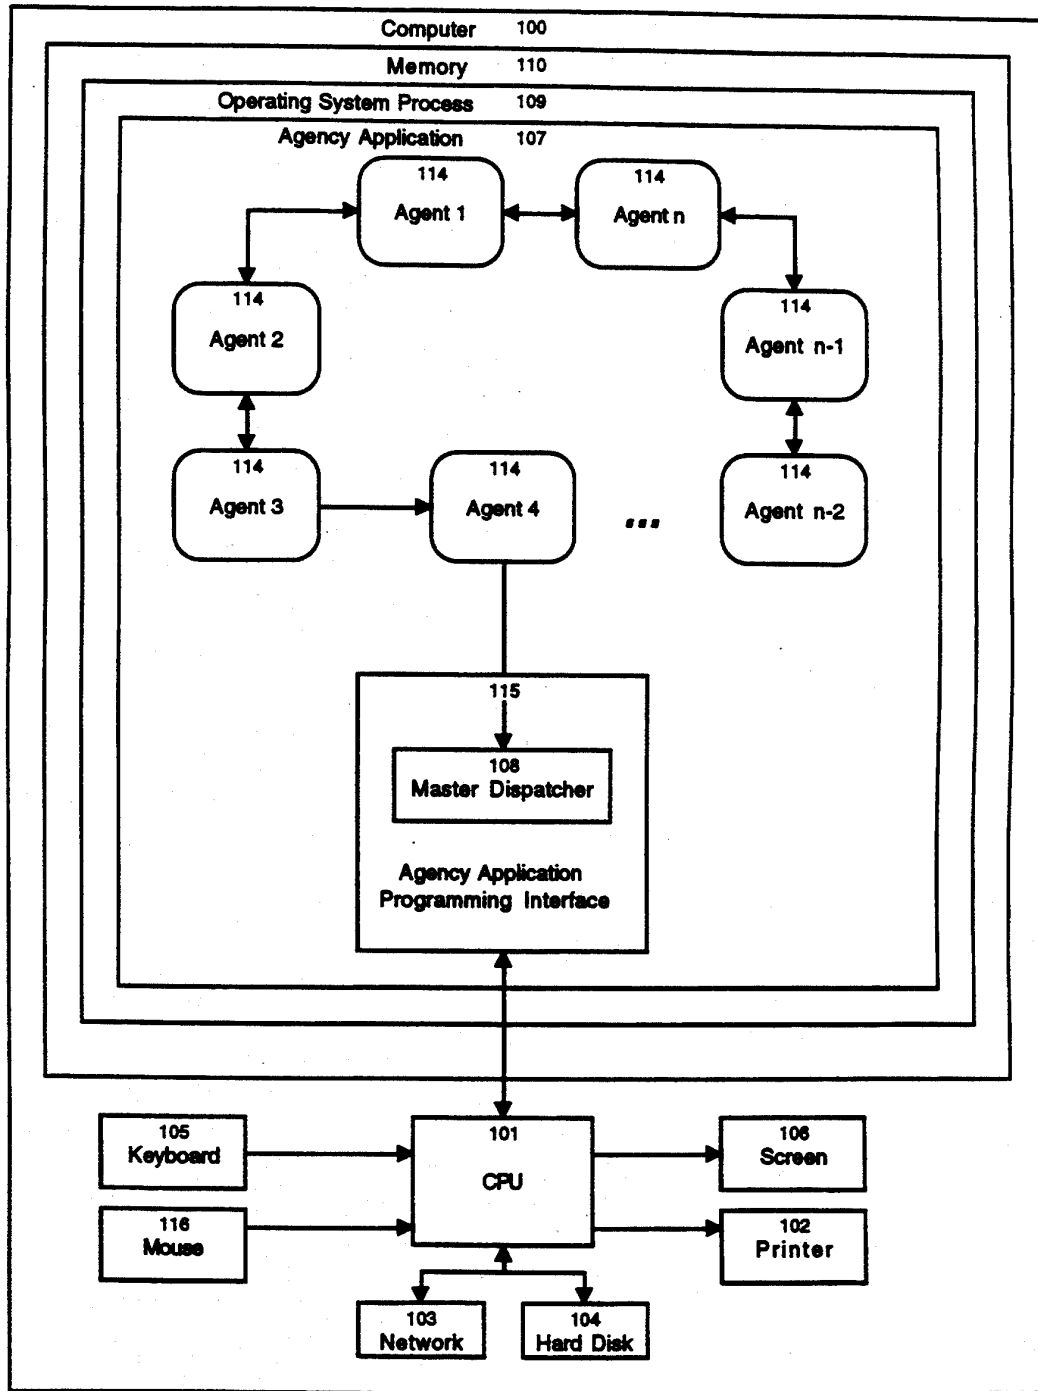 Computer 100
Memory 110
Operating System Process 109
Agency Application 107
114
Agent 1
114
Agent n
114
Agent 2
114
Agent n-1
114
Agent 3
114
Agent 4
...
114
Agent n-2
115
108
Master Dispatcher
Agency Application
Programming Interface
105
Keyboard
101
CPU
106
Screen
116
Mouse
102
Printer
103
Network
104
Hard Disk